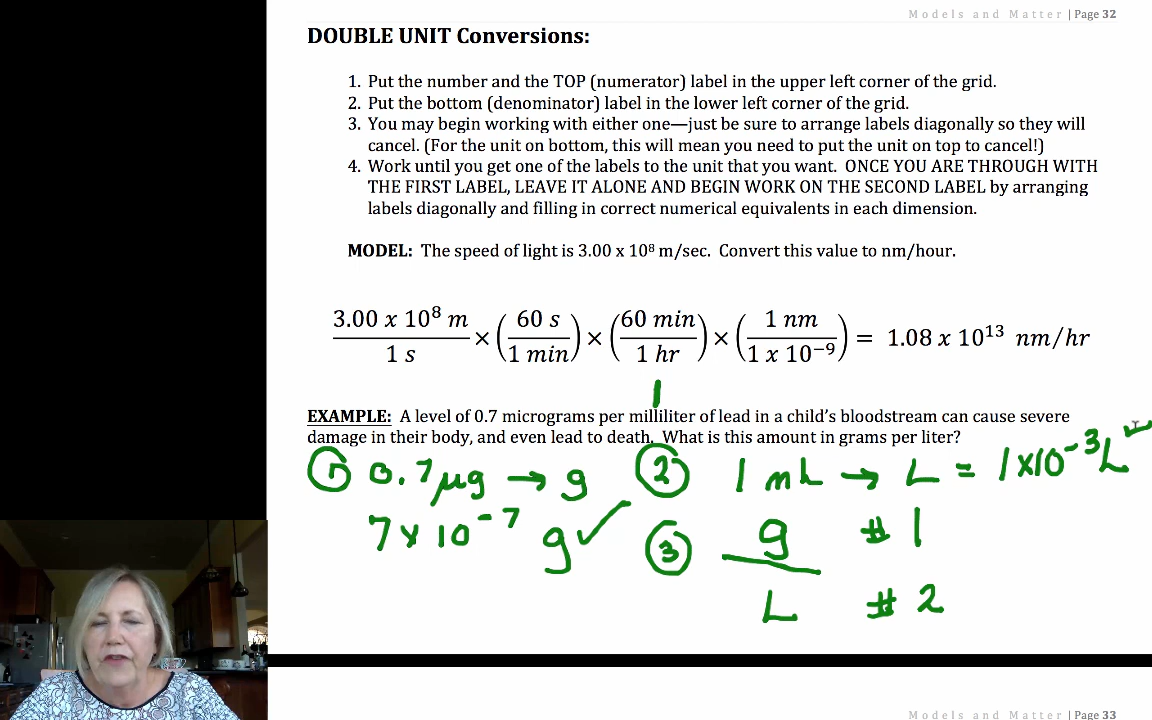 Models and Matter | Page 32
DOUBLE UNIT Conversions:
1. Put the number and the TOP (numerator) label in the upper left corner of the grid.
2. Put the bottom (denominator) label in the lower left corner of the grid.
3. You may begin working with either one—just be sure to arrange labels diagonally so they will
cancel. (For the unit on bottom, this will mean you need to put the unit on top to cancel!)
4. Work until you get one of the labels to the unit that you want. ONCE YOU ARE THROUGH WITH
THE FIRST LABEL, LEAVE IT ALONE AND BEGIN WORK ON THE SECOND LABEL by arranging
labels diagonally and filling in correct numerical equivalents in each dimension.
MODEL: The speed of light is 3.00 x 10⁸ m/sec. Convert this value to nm/hour.
3.00 x 10⁸ m / 1 s × (60 s / 1 min) × (60 min / 1 hr) × (1 nm / 1 x 10⁻⁹) = 1.08 x 10¹³ nm/hr
1
EXAMPLE: A level of 0.7 micrograms per milliliter of lead in a child’s bloodstream can cause severe
damage in their body, and even lead to death. What is this amount in grams per liter?
① 0.7 µg → g ② 1 mL → L = 1x10⁻³ L ✓
7 x 10⁻⁷ g ✓ ③ g # 1
L # 2
Models and Matter | Page 33